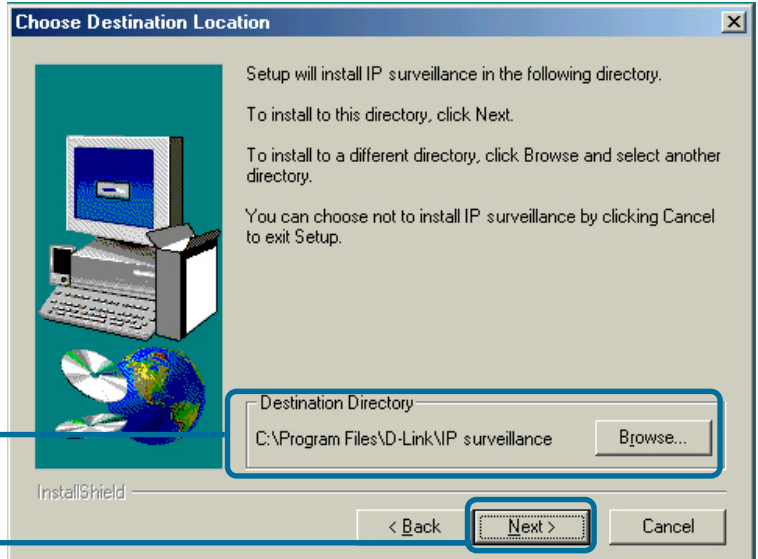 Choose Destination Location
Setup will install IP surveillance in the following directory.
To install to this directory, click Next.
To install to a different directory, click Browse and select another
directory.
You can choose not to install IP surveillance by clicking Cancel
to exit Setup.
Destination Directory
C:\Program Files\D-Link\IP surveillance
Browse...
InstallShield
< Back
Next >
Cancel